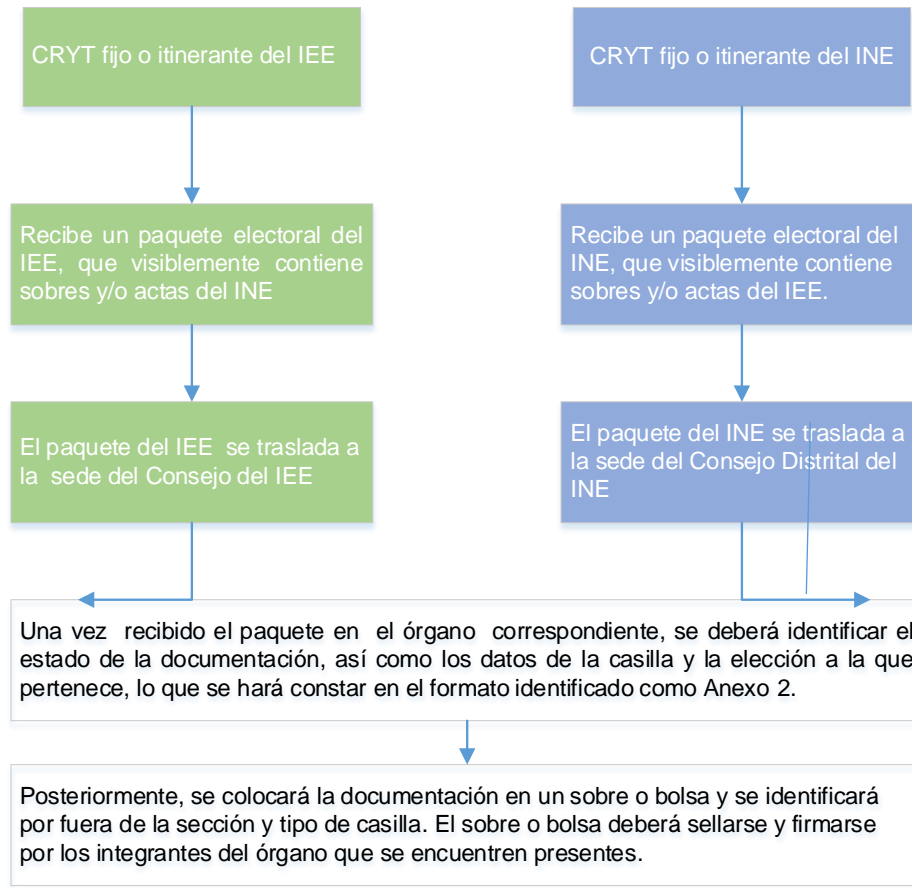 CRYT fijo o itinerante del IEE
CRYT fijo o itinerante del INE
Recibe un paquete electoral del
IEE, que visiblemente contiene
sobres y/o actas del INE
Recibe un paquete electoral del
INE, que visiblemente contiene
sobres y/o actas del IEE.
El paquete del IEE se traslada a
la sede del Consejo del IEE
El paquete del INE se traslada a
la sede del Consejo Distrital del
INE
Una vez recibido el paquete en el órgano correspondiente, se deberá identificar el
estado de la documentación, así como los datos de la casilla y la elección a la que
pertenece, lo que se hará constar en el formato identificado como Anexo 2.
Posteriormente, se colocará la documentación en un sobre o bolsa y se identificará
por fuera de la sección y tipo de casilla. El sobre o bolsa deberá sellarse y firmarse
por los integrantes del órgano que se encuentren presentes.